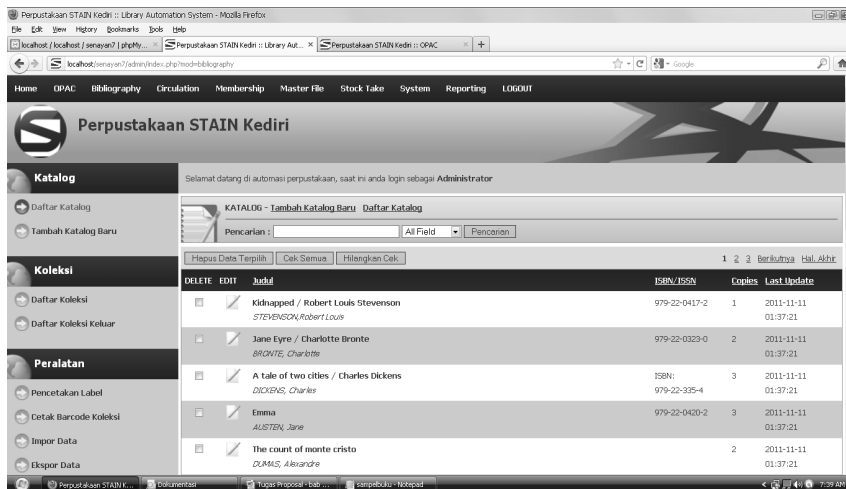 Perpustakaan STAIN Kediri :: Library Automation System - Mozilla Firefox
File Edit View History Bookmarks Tools Help
localhost / localhost / senayan7 | phpMy... Perpustakaan STAIN Kediri :: Library Aut... Perpustakaan STAIN Kediri :: OPAC
localhost/senayan7/admin/index.php?mod=bibliography Google
Home OPAC Bibliography Circulation Membership Master File Stock Take System Reporting LOGOUT
Perpustakaan STAIN Kediri
Katalog
Daftar Katalog
Tambah Katalog Baru
Koleksi
Daftar Koleksi
Daftar Koleksi Keluar
Peralatan
Pencetakan Label
Cetak Barcode Koleksi
Impor Data
Ekspor Data
Selamat datang di automasi perpustakaan, saat ini anda login sebagai Administrator
KATALOG - Tambah Katalog Baru Daftar Katalog
Pencarian : All Field Pencarian
Hapus Data Terpilih Cek Semua Hilangkan Cek 1 2 3 Berikutnya Hal. Akhir
DELETE EDIT Judul ISBN/ISSN Copies Last Update
Kidnapped / Robert Louis Stevenson 979-22-0417-2 1 2011-11-11
STEVENSON,Robert Louis 01:37:21
Jane Eyre / Charlotte Bronte 979-22-0323-0 2 2011-11-11
BRONTE, Charlotte 01:37:21
A tale of two cities / Charles Dickens ISBN: 3 2011-11-11
DICKENS, Charles 979-22-335-4 01:37:21
Emma 979-22-0420-2 3 2011-11-11
AUSTEN, Jane 01:37:21
The count of monte cristo 2 2011-11-11
DUMAS, Alexandre 01:37:21
Perpustakaan STAIN K... Dokumentasi Tugas Proposal - bab ... sampelbuku - Notepad 7:39 AM